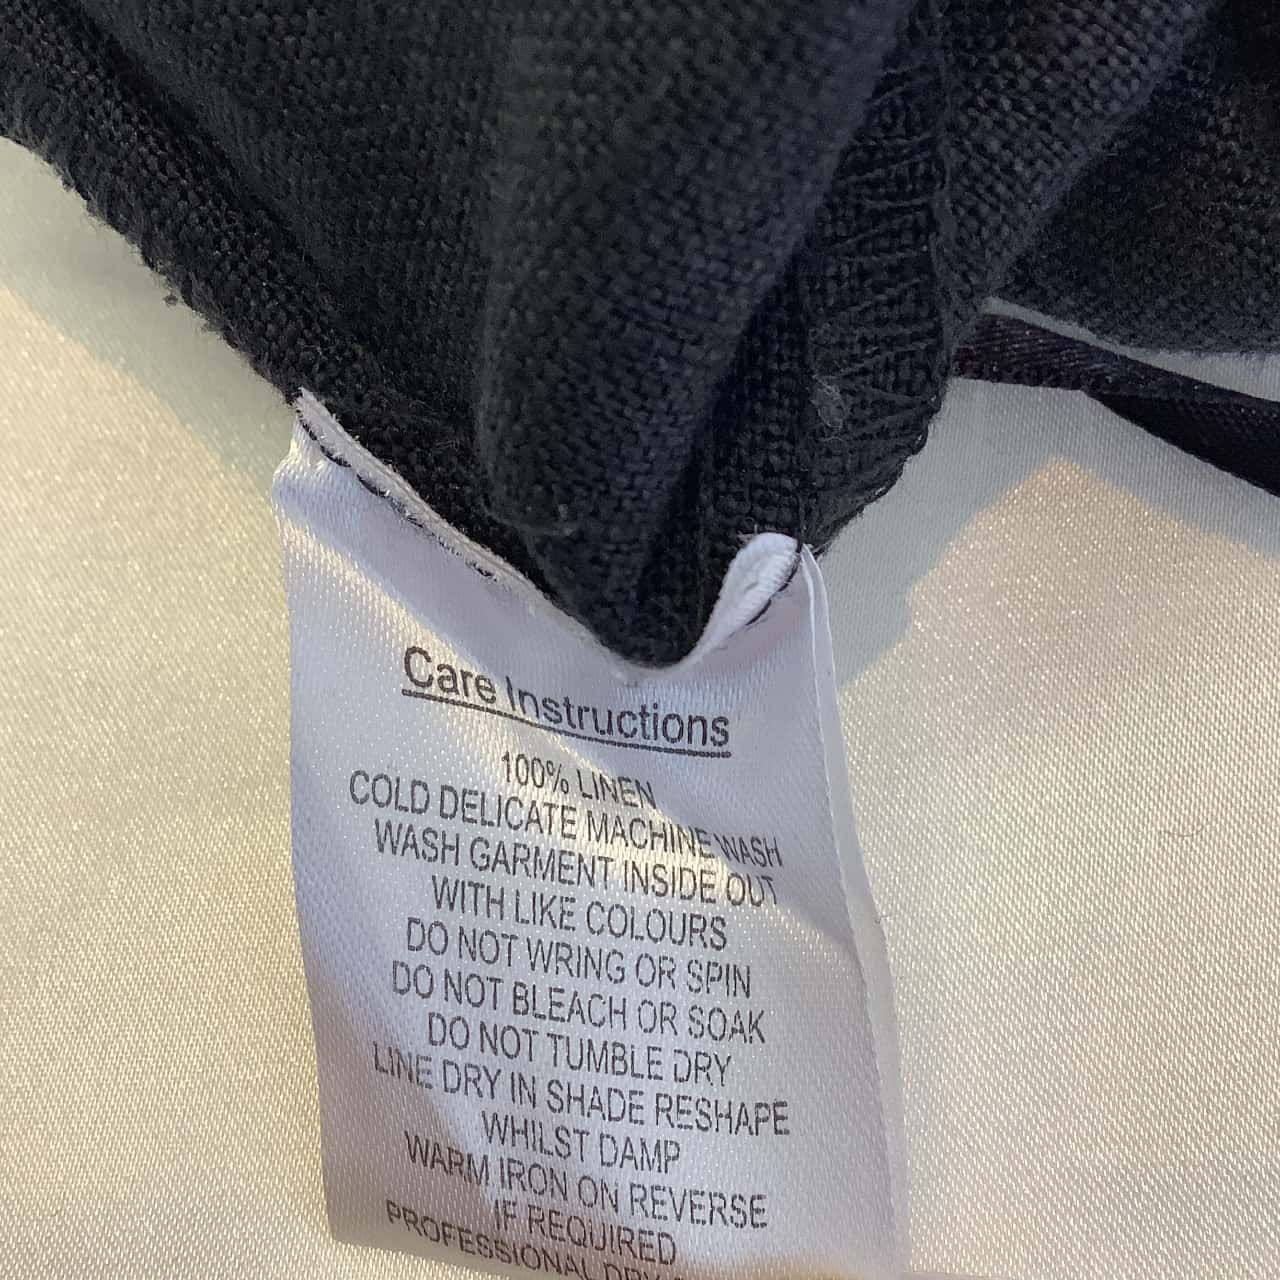 Care Instructions
100% LINEN
COLD DELICATE MACHINE WASH
WASH GARMENT INSIDE OUT
WITH LIKE COLOURS
DO NOT WRING OR SPIN
DO NOT BLEACH OR SOAK
DO NOT TUMBLE DRY
LINE DRY IN SHADE RESHAPE
WHILST DAMP
WARM IRON ON REVERSE
IF REQUIRED
PROFESSIONAL DRY